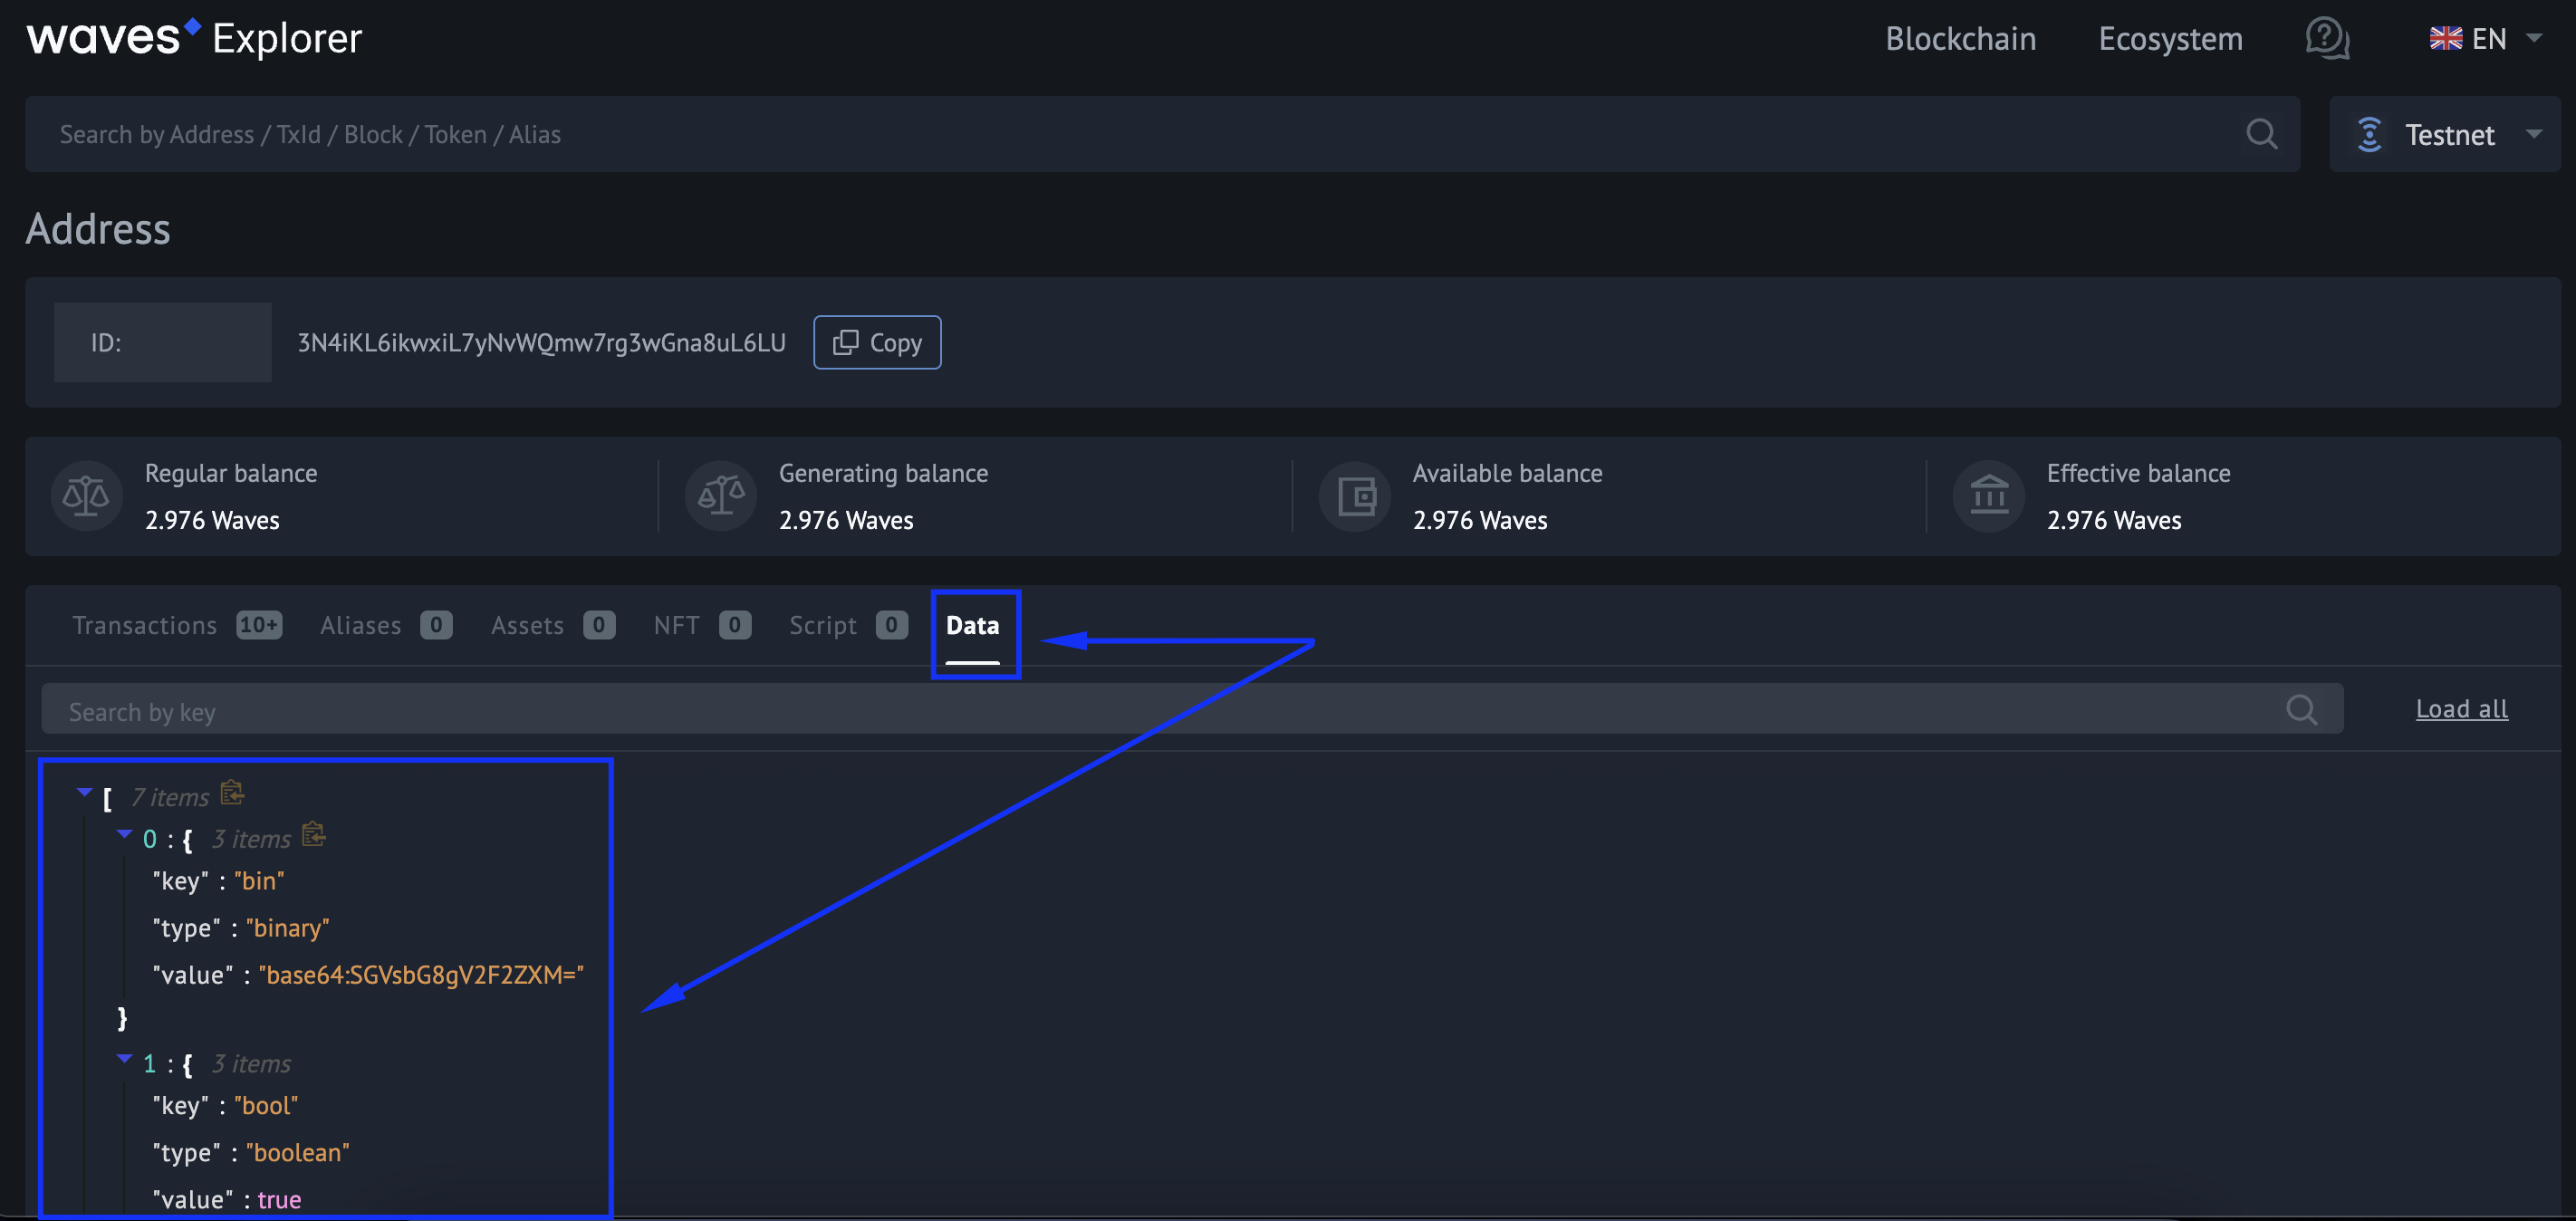 waves Explorer
Blockchain Ecosystem EN
Search by Address / TxId / Block / Token / Alias
Testnet
Address
ID: 3N4iKL6ikwxiL7yNvWQmw7rg3wGna8uL6LU Copy
Regular balance Generating balance Available balance Effective balance
2.976 Waves 2.976 Waves 2.976 Waves 2.976 Waves
Transactions 10+ Aliases 0 Assets 0 NFT 0 Script 0 Data
Search by key Load all
[ 7 items
0 : { 3 items
"key" : "bin"
"type" : "binary"
"value" : "base64:SGVsbG8gV2F2ZXM="
}
1 : { 3 items
"key" : "bool"
"type" : "boolean"
"value" : true